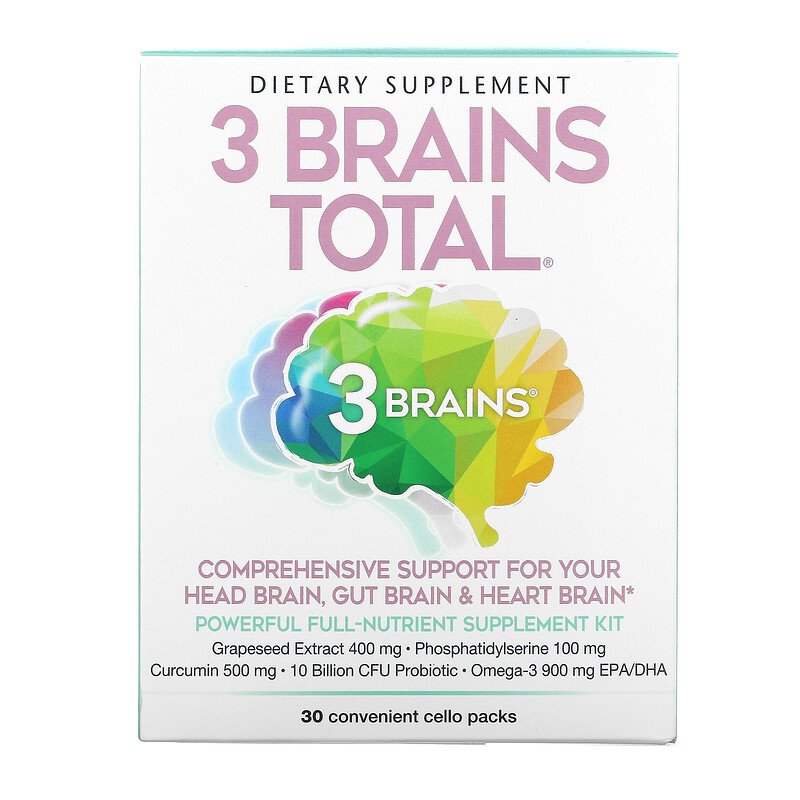 DIETARY SUPPLEMENT
3 BRAINS
TOTAL®
3 BRAINS®
COMPREHENSIVE SUPPORT FOR YOUR
HEAD BRAIN, GUT BRAIN & HEART BRAIN*
POWERFUL FULL-NUTRIENT SUPPLEMENT KIT
Grapeseed Extract 400 mg • Phosphatidylserine 100 mg
Curcumin 500 mg • 10 Billion CFU Probiotic • Omega-3 900 mg EPA/DHA
30 convenient cello packs